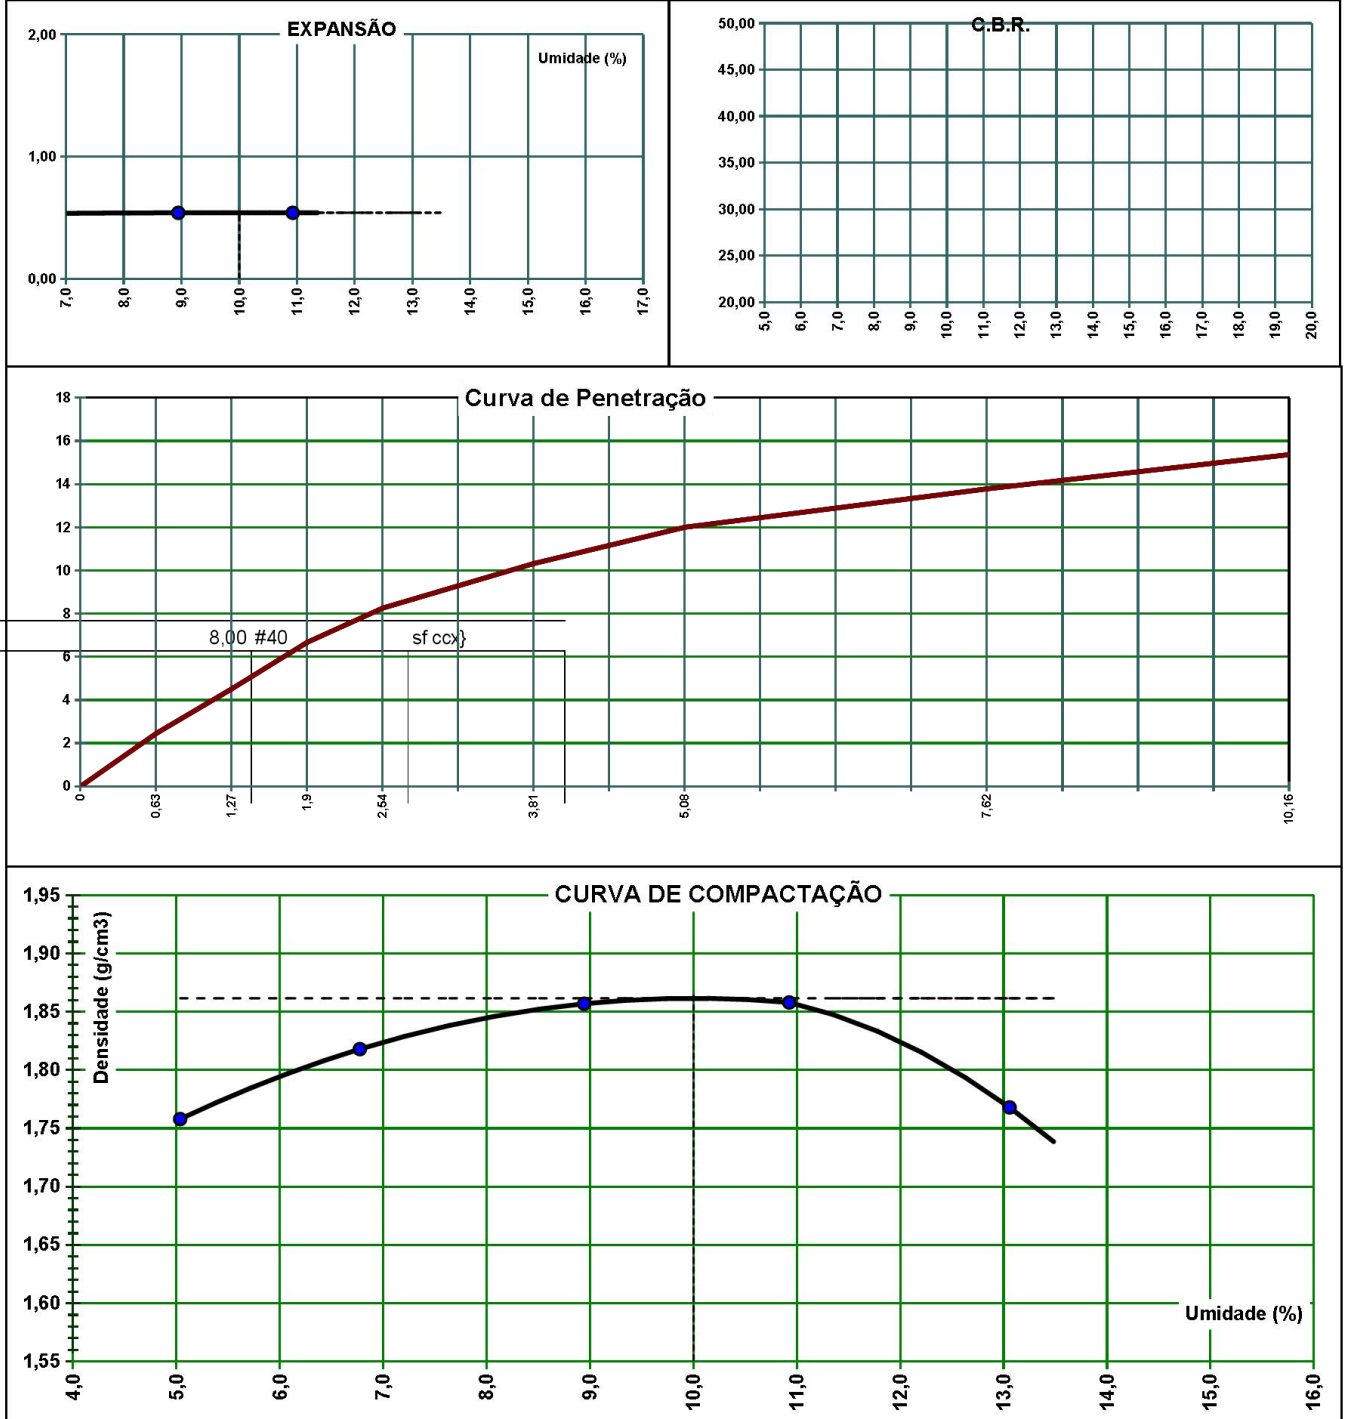 EXPANSÃO
Umidade (%)
2,00
1,00
0,00
7,0 8,0 9,0 10,0 11,0 12,0 13,0 14,0 15,0 16,0 17,0
C.B.R.
50,00
45,00
40,00
35,00
30,00
25,00
20,00
5,0 6,0 7,0 8,0 9,0 10,0 11,0 12,0 13,0 14,0 15,0 16,0 17,0 18,0 19,0 20,0
Curva de Penetração
18
16
14
12
10
8
8,00 #40 sf ccx}
6
4
2
0
0 0,63 1,27 1,9 2,54 3,81 5,08 7,62 10,16
CURVA DE COMPACTAÇÃO
Densidade (g/cm3)
1,95
1,90
1,85
1,80
1,75
1,70
1,65
1,60
1,55
Umidade (%)
4,0 5,0 6,0 7,0 8,0 9,0 10,0 11,0 12,0 13,0 14,0 15,0 16,0